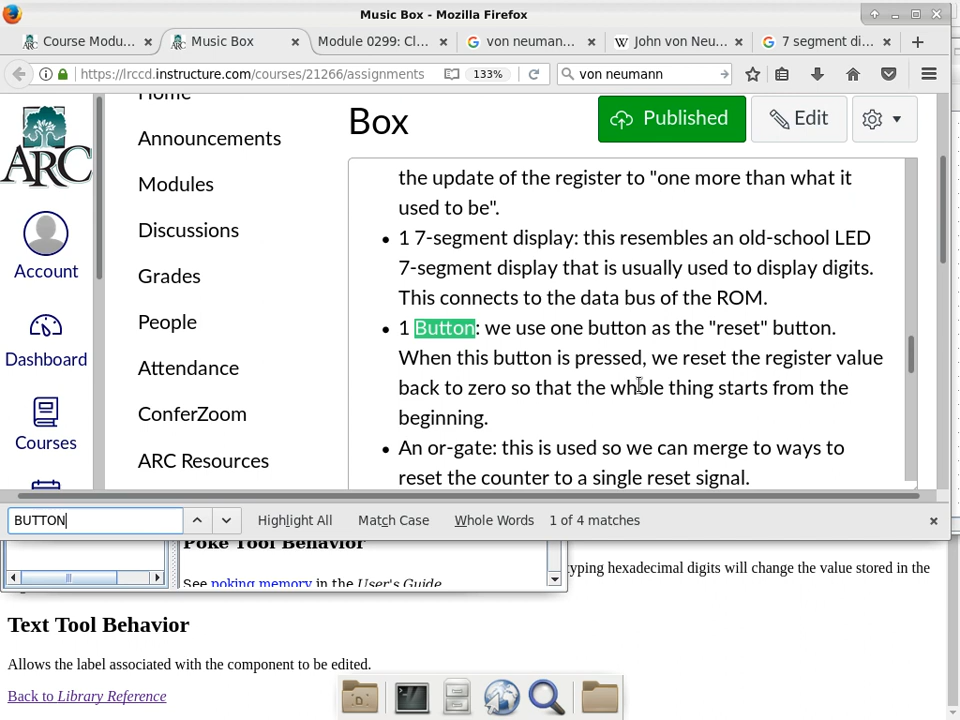 Music Box - Mozilla Firefox
Course Modu...
Music Box
Module 0299: Cl...
von neuman...
John von Neu...
7 segment di...
https://lrccd.instructure.com/courses/21266/assignments
133%
von neumann
Home
Announcements
Modules
Discussions
Grades
People
Attendance
ConferZoom
ARC Resources
ARC
Account
Dashboard
Courses
Box
Published
Edit
the update of the register to "one more than what it
used to be".
• 1 7-segment display: this resembles an old-school LED
7-segment display that is usually used to display digits.
This connects to the data bus of the ROM.
• 1 Button: we use one button as the "reset" button.
When this button is pressed, we reset the register value
back to zero so that the whole thing starts from the
beginning.
• An or-gate: this is used so we can merge to ways to
reset the counter to a single reset signal.
BUTTON
Highlight All
Match Case
Whole Words
1 of 4 matches
Poke Tool Behavior
See poking memory in the User's Guide
typing hexadecimal digits will change the value stored in the
Text Tool Behavior
Allows the label associated with the component to be edited.
Back to Library Reference